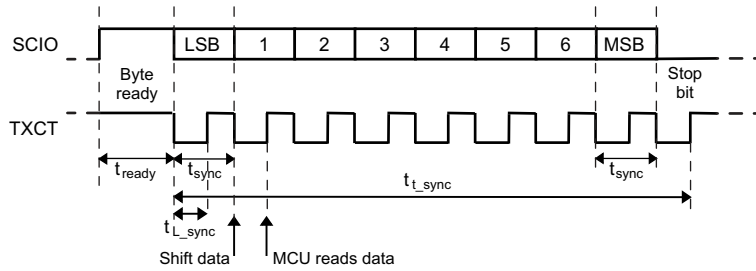 SCIO
LSB 1 2 3 4 5 6 MSB
Byte
ready
Stop
bit
TXCT
tready
tsync
tsync
tt_sync
tL_sync
Shift data
MCU reads data